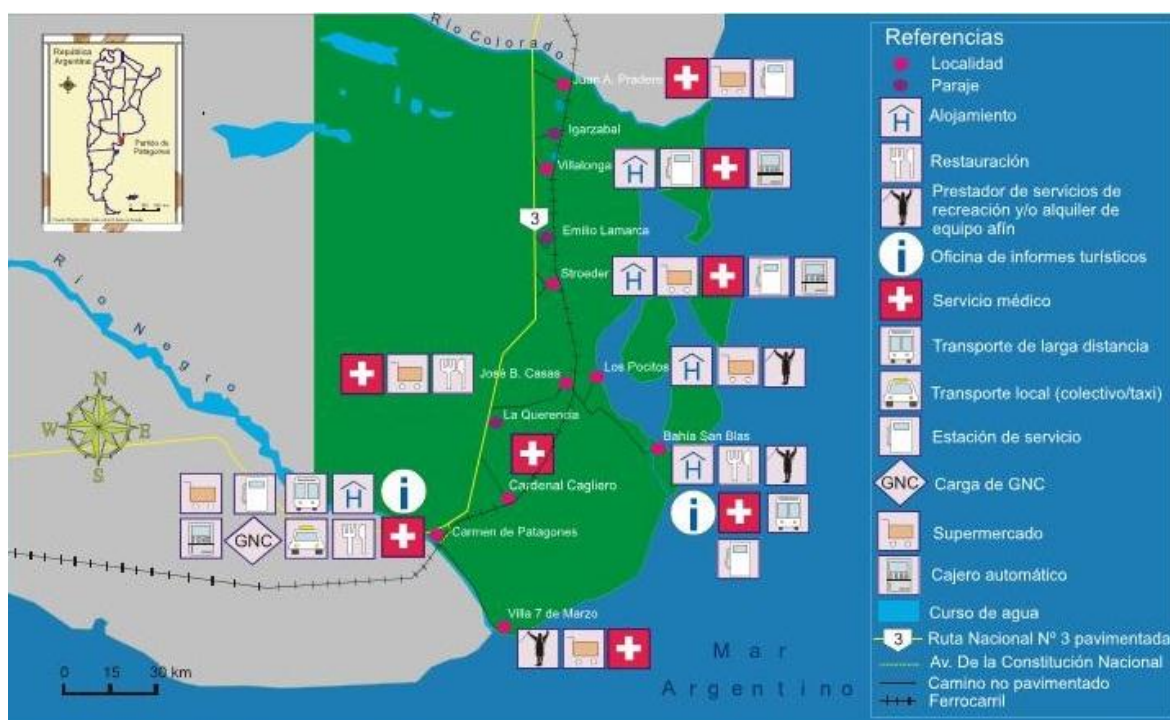 República
Argentina
Partido de
Patagones
Río Colorado
Juan A. Pradere
Igarzabal
Villalonga
3
Emilio Lamarca
Stroeder
Río Negro
José B. Casas
Los Pocitos
La Querencia
Bahía San Blas
Cardenal Cagliero
Carmen de Patagones
GNC
Villa 7 de Marzo
N
W
E
S
0 15 30 km
Mar
Argentino
Referencias
Localidad
Paraje
Alojamiento
Restauración
Prestador de servicios de
recreación y/o alquiler de
equipo afín
Oficina de informes turísticos
Servicio médico
Transporte de larga distancia
Transporte local (colectivo/taxi)
Estación de servicio
GNC
Carga de GNC
Supermercado
Cajero automático
Curso de agua
3
Ruta Nacional Nº 3 pavimentada
Av. De la Constitución Nacional
Camino no pavimentado
Ferrocarril